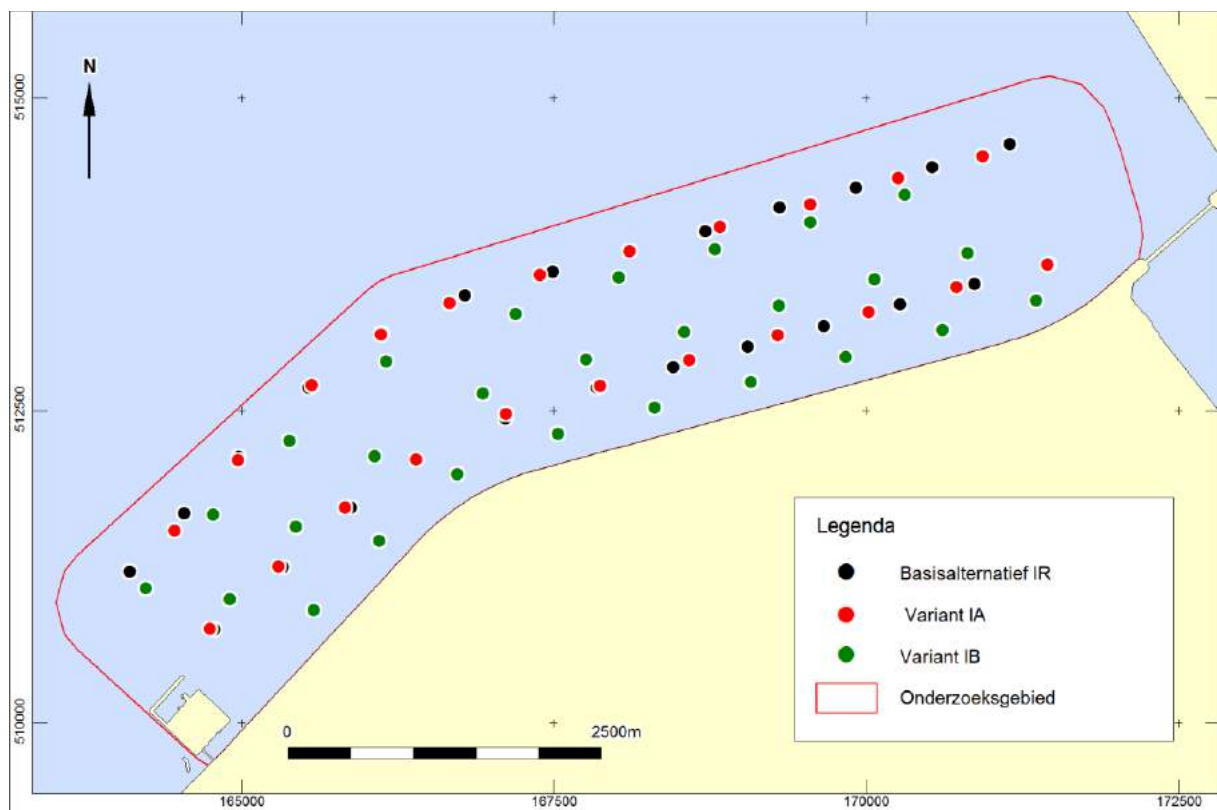 N
515000
512500
510000
Legenda
Basisalternatief IR
Variant IA
Variant IB
Onderzoeksgebied
0 2500m
165000 167500 170000 172500